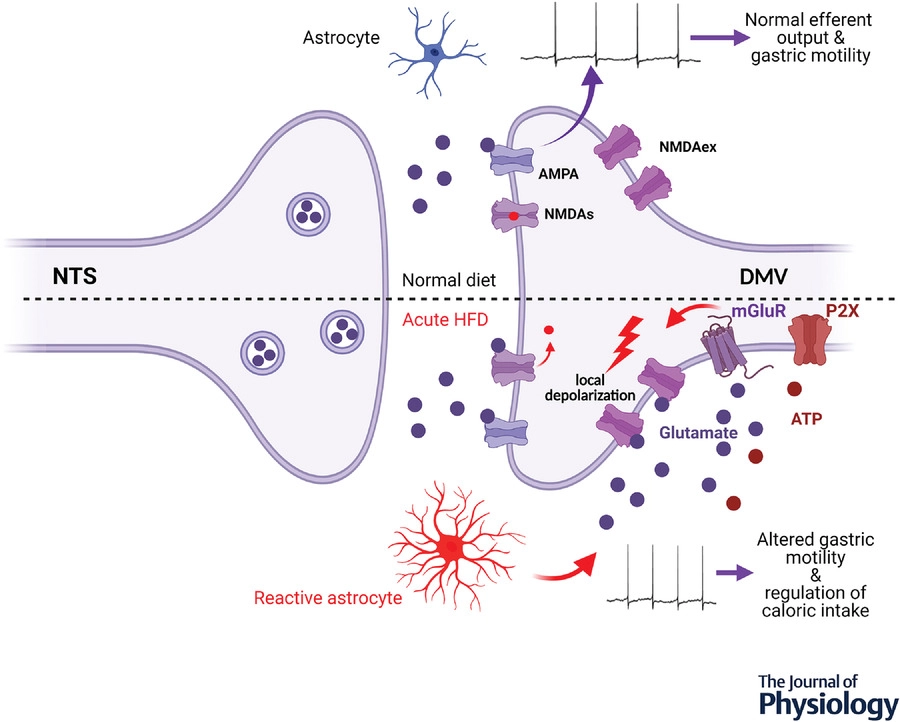 Astrocyte
Normal efferent
output &
gastric motility
NMDAex
AMPA
NMDAs
NTS
Normal diet
DMV
Acute HFD
mGluR
P2X
local
depolarization
ATP
Glutamate
Reactive astrocyte
Altered gastric
motility
&
regulation of
caloric intake
The Journal of
Physiology